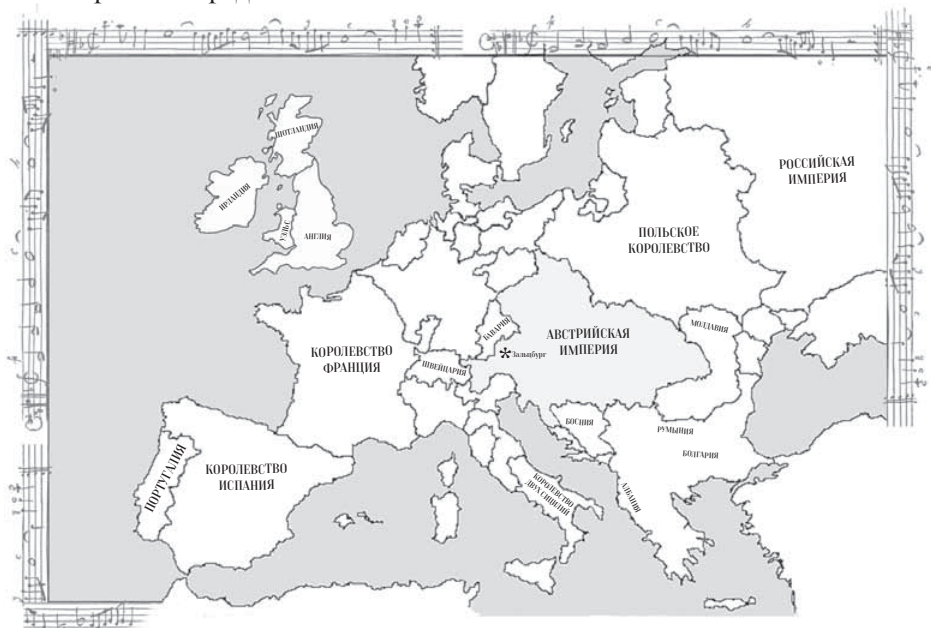 ШОТЛАНДИЯ
ИРЛАНДИЯ
УЭЛЬС
АНГЛИЯ
РОССИЙСКАЯ
ИМПЕРИЯ
ПОЛЬСКОЕ
КОРОЛЕВСТВО
КОРОЛЕВСТВО
ФРАНЦИЯ
ШВЕЙЦАРИЯ
БАВАРИЯ
АВСТРИЙСКАЯ
ИМПЕРИЯ
*Зальцбург
МОЛДАВИЯ
ПОРТУГАЛИЯ
КОРОЛЕВСТВО
ИСПАНИЯ
КОРОЛЕВСТВО
ДВУХ СИЦИЛИЙ
БОСНИЯ
РУМЫНИЯ
БОЛГАРИЯ
АЛБАНИЯ